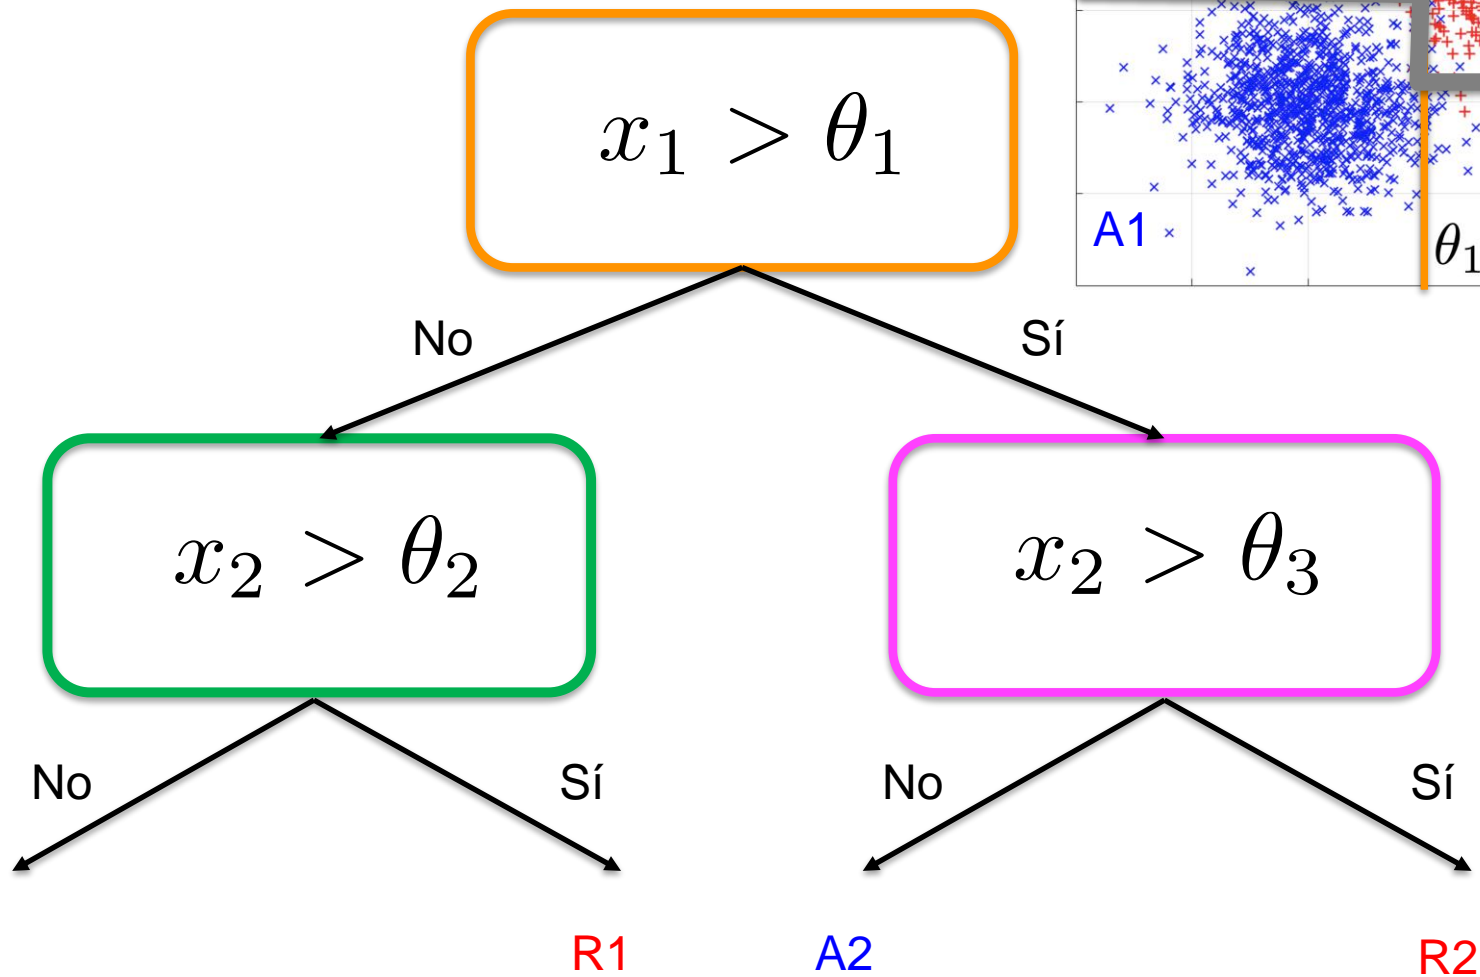 x₁ > θ₁
A1
θ₁
No
Sí
x₂ > θ₂
x₂ > θ₃
No
Sí
No
Sí
R1
A2
R2